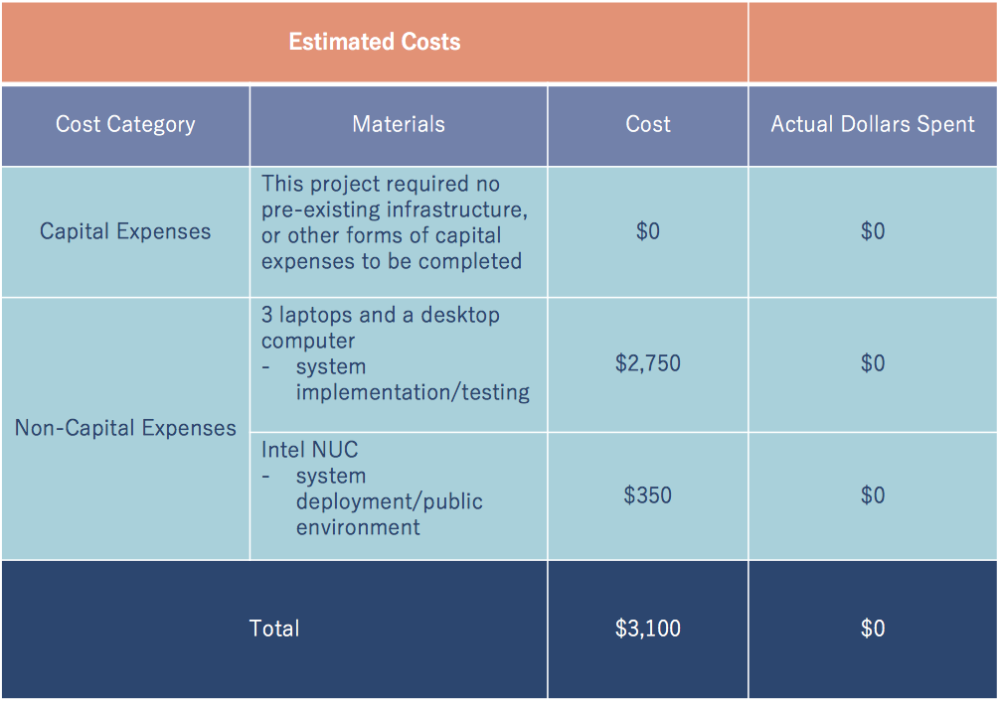 Estimated Costs
Cost Category
Materials
Cost
Actual Dollars Spent
Capital Expenses
This project required no
pre-existing infrastructure,
or other forms of capital
expenses to be completed
$0
$0
Non-Capital Expenses
3 laptops and a desktop
computer
- system
implementation/testing
$2,750
$0
Intel NUC
- system
deployment/public
environment
$350
$0
Total
$3,100
$0